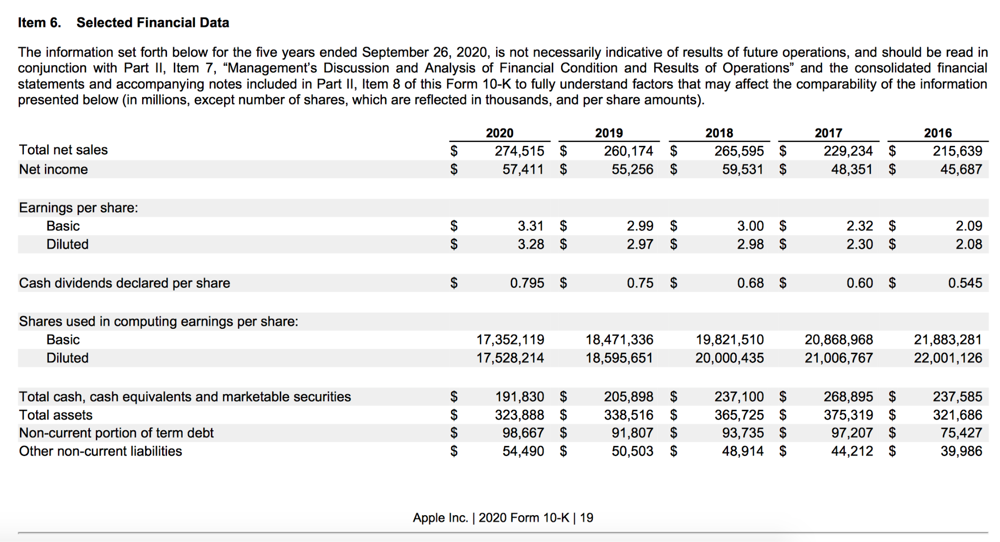 Item 6. Selected Financial Data
The information set forth below for the five years ended September 26, 2020, is not necessarily indicative of results of future operations, and should be read in
conjunction with Part II, Item 7, “Management’s Discussion and Analysis of Financial Condition and Results of Operations” and the consolidated financial
statements and accompanying notes included in Part II, Item 8 of this Form 10-K to fully understand factors that may affect the comparability of the information
presented below (in millions, except number of shares, which are reflected in thousands, and per share amounts).
2020 2019 2018 2017 2016
Total net sales $ 274,515 $ 260,174 $ 265,595 $ 229,234 $ 215,639
Net income $ 57,411 $ 55,256 $ 59,531 $ 48,351 $ 45,687
Earnings per share:
Basic $ 3.31 $ 2.99 $ 3.00 $ 2.32 $ 2.09
Diluted $ 3.28 $ 2.97 $ 2.98 $ 2.30 $ 2.08
Cash dividends declared per share $ 0.795 $ 0.75 $ 0.68 $ 0.60 $ 0.545
Shares used in computing earnings per share:
Basic 17,352,119 18,471,336 19,821,510 20,868,968 21,883,281
Diluted 17,528,214 18,595,651 20,000,435 21,006,767 22,001,126
Total cash, cash equivalents and marketable securities $ 191,830 $ 205,898 $ 237,100 $ 268,895 $ 237,585
Total assets $ 323,888 $ 338,516 $ 365,725 $ 375,319 $ 321,686
Non-current portion of term debt $ 98,667 $ 91,807 $ 93,735 $ 97,207 $ 75,427
Other non-current liabilities $ 54,490 $ 50,503 $ 48,914 $ 44,212 $ 39,986
Apple Inc. | 2020 Form 10-K | 19